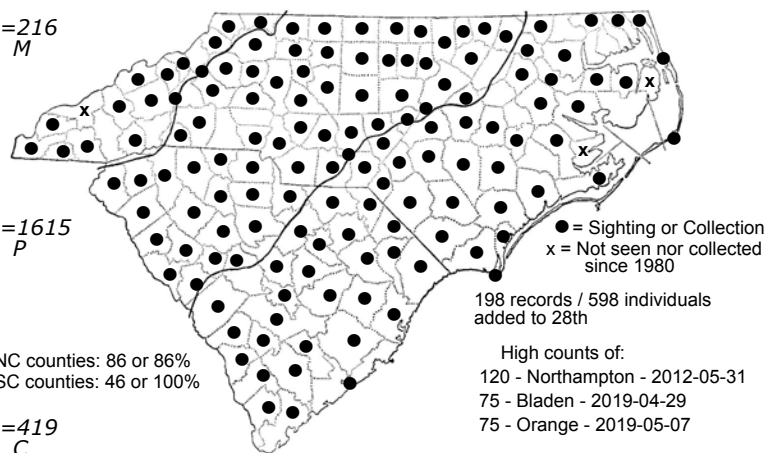 =216
M
=1615
P
● = Sighting or Collection
x = Not seen nor collected
since 1980
198 records / 598 individuals
added to 28th
NC counties: 86 or 86%
SC counties: 46 or 100%
High counts of:
120 - Northampton - 2012-05-31
75 - Bladen - 2019-04-29
75 - Orange - 2019-05-07
=419
C